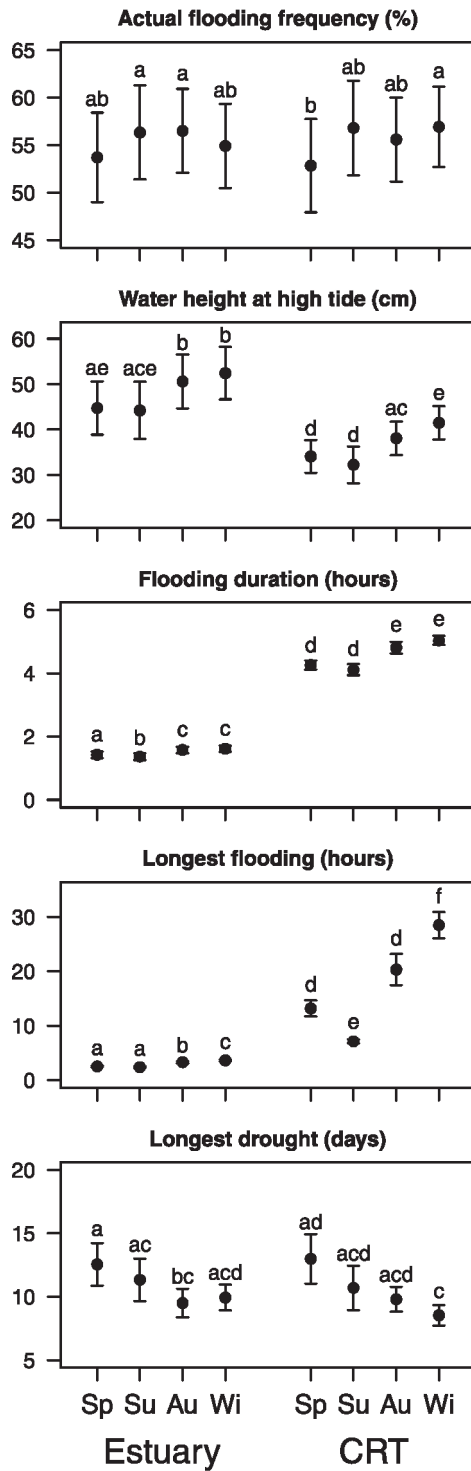 Actual flooding frequency (%)
65
60
55
50
45
ab
a
a
ab
b
ab
ab
a
Water height at high tide (cm)
60
50
40
30
20
ae
ace
b
b
d
d
ac
e
Flooding duration (hours)
6
4
2
0
a
b
c
c
d
d
e
e
Longest flooding (hours)
30
20
10
0
a
a
b
c
d
e
d
f
Longest drought (days)
20
15
10
5
a
ac
bc
acd
ad
acd
acd
c
Sp Su Au Wi Sp Su Au Wi
Estuary CRT